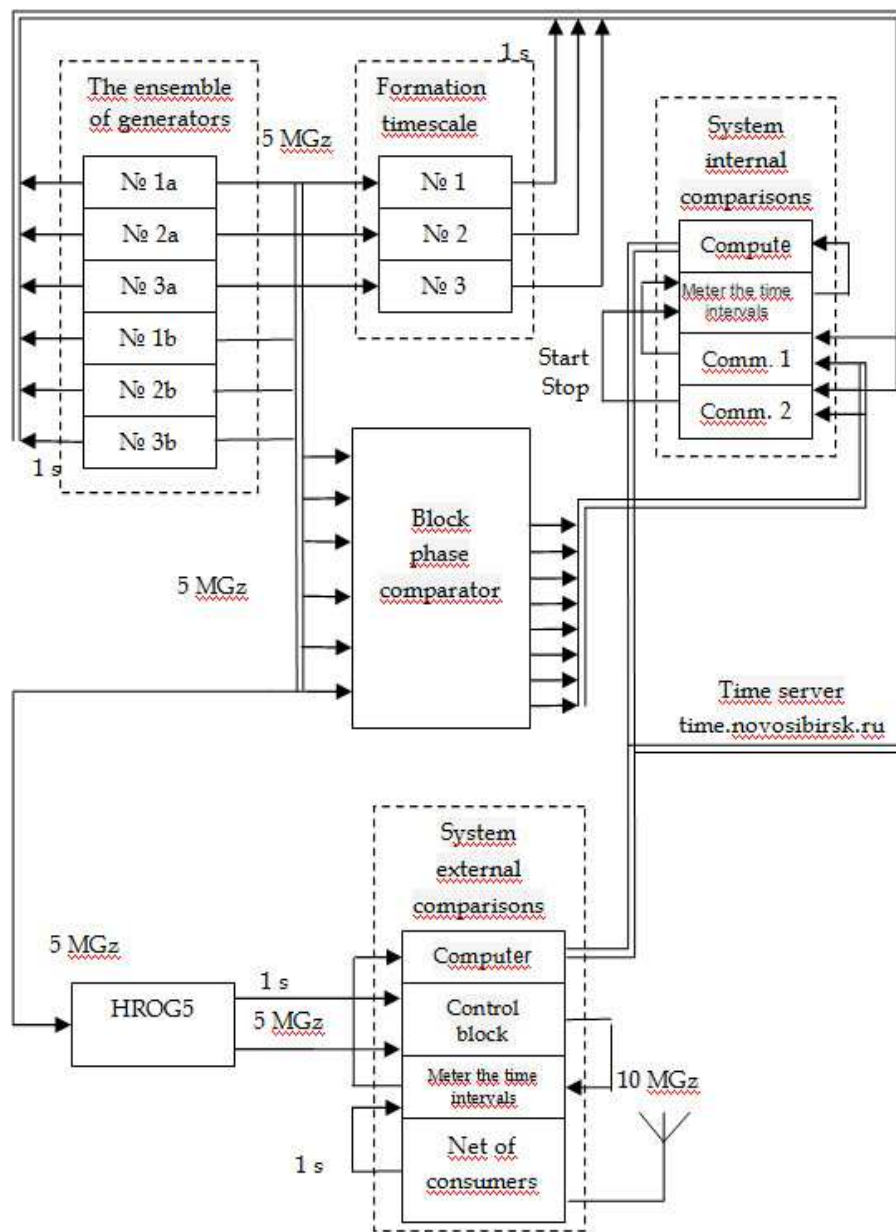 1 s
The ensemble
of generators
Formation
timescale
5 MGz
System
internal
comparisons
№ 1a
№ 2a
№ 3a
№ 1b
№ 2b
№ 3b
1 s
№ 1
№ 2
№ 3
Compute
Meter the time
intervals
Comm. 1
Comm. 2
Start
Stop
Block
phase
comparator
5 MGz
Time server
time.novosibirsk.ru
System
external
comparisons
5 MGz
HROG5
1 s
5 MGz
Computer
Control
block
Meter the time
intervals
Net of
consumers
10 MGz
1 s